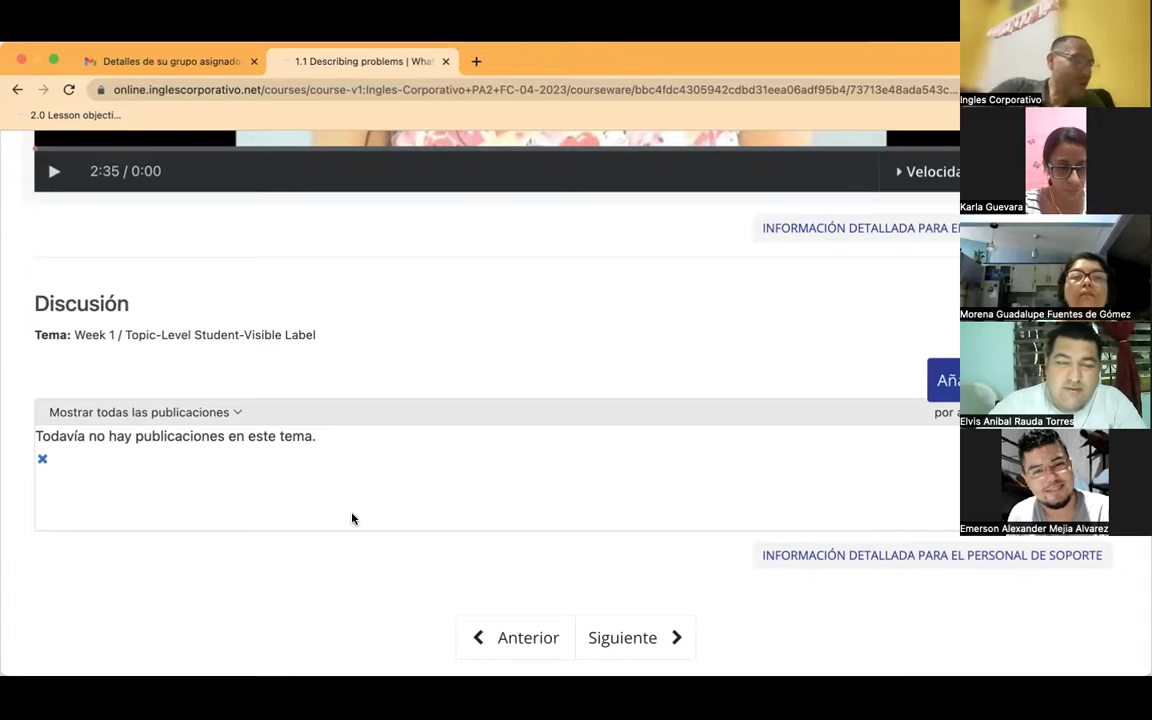 Detalles de su grupo asignado
1.1 Describing problems | Wha
online.inglescorporativo.net/courses/course-v1:Ingles-Corporativo+PA2+FC-04-2023/courseware/bbc4fdc4305942cdbd31eea06adf95b4/73713e48ada543c...
2.0 Lesson objecti...
2:35 / 0:00
Velocida
INFORMACIÓN DETALLADA PARA E
Discusión
Tema: Week 1 / Topic-Level Student-Visible Label
Aña
Mostrar todas las publicaciones
por a
Todavía no hay publicaciones en este tema.
INFORMACIÓN DETALLADA PARA EL PERSONAL DE SOPORTE
Anterior
Siguiente
Ingles Corporativo
Karla Guevara
Morena Guadalupe Fuentes de Gómez
Elvis Anibal Rauda Torres
Emerson Alexander Mejia Alvarez